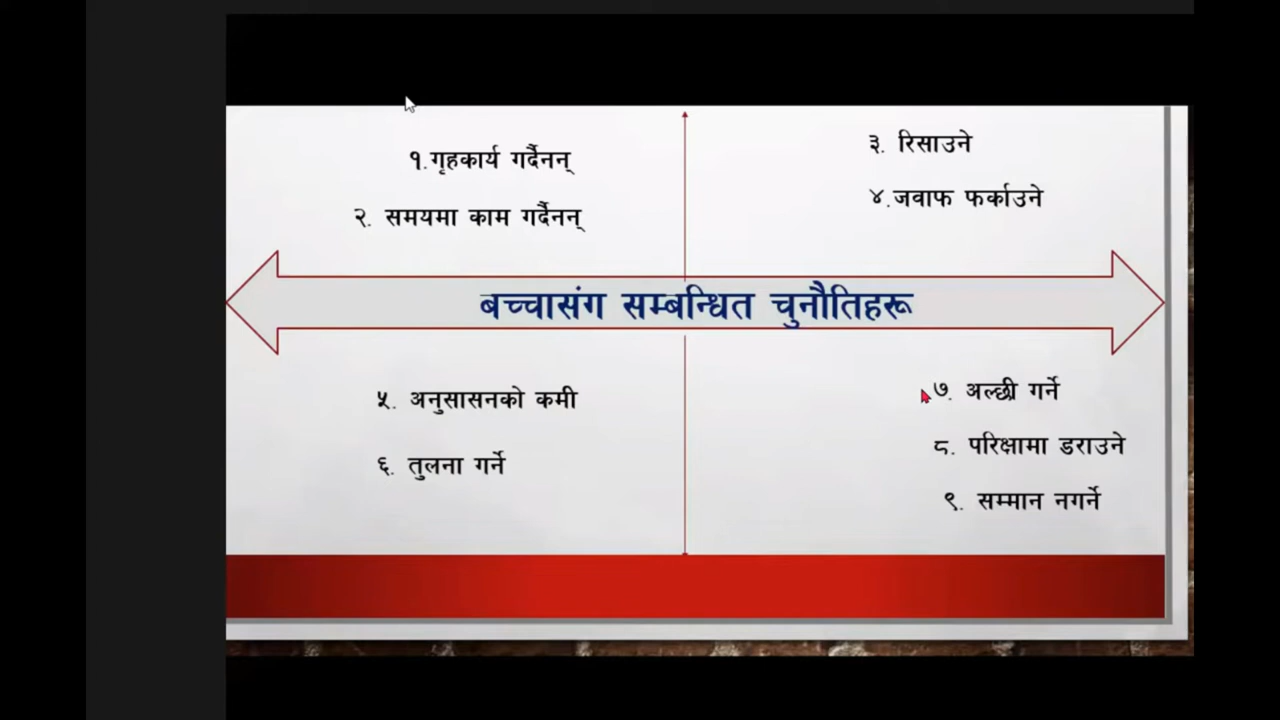 १.गृहकार्य गर्दैनन्
२. समयमा काम गर्दैनन्
३. रिसाउने
४.जवाफ फर्काउने
बच्चासंग सम्बन्धित चुनौतिहरू
५. अनुसासनको कमी
६. तुलना गर्ने
७. अल्छी गर्ने
८. परिक्षामा डराउने
९. सम्मान नगर्ने